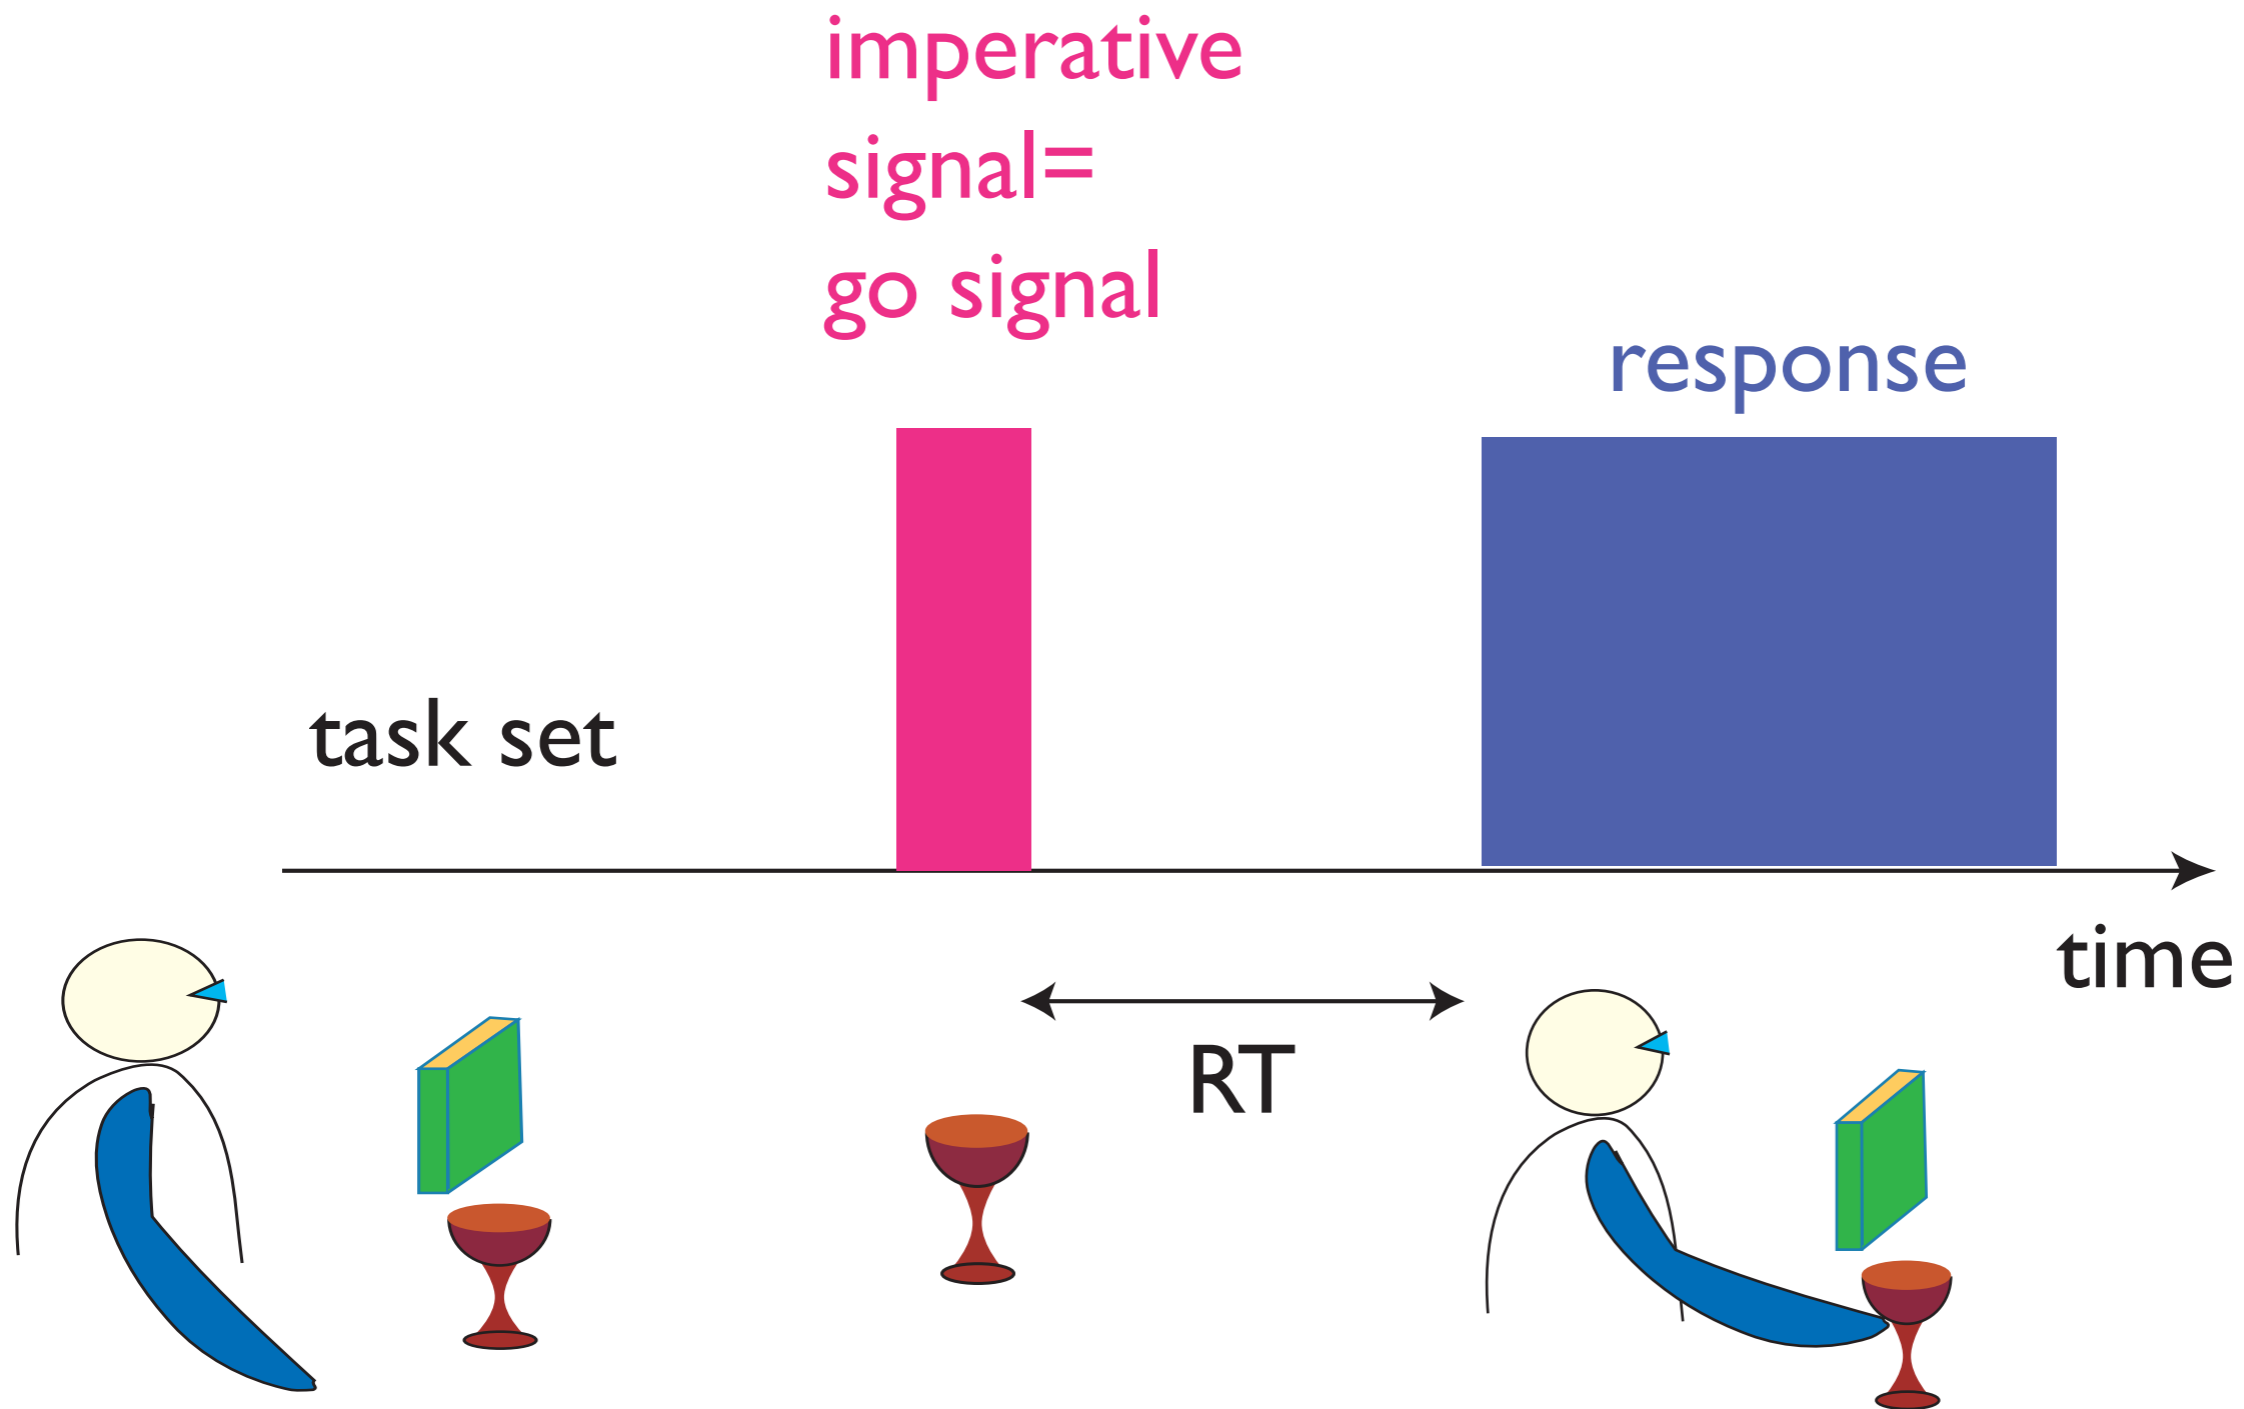 imperative
signal=
go signal
response
task set
time
RT